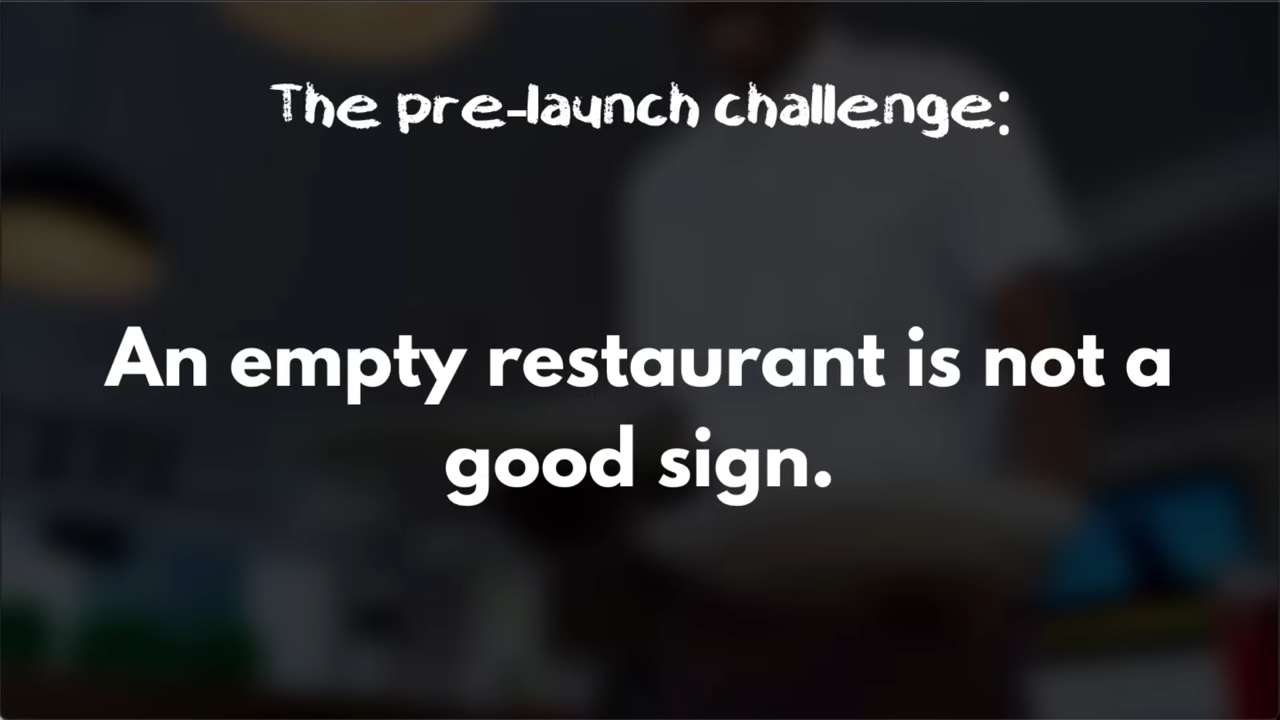 The pre-launch challenge:
An empty restaurant is not a
good sign.